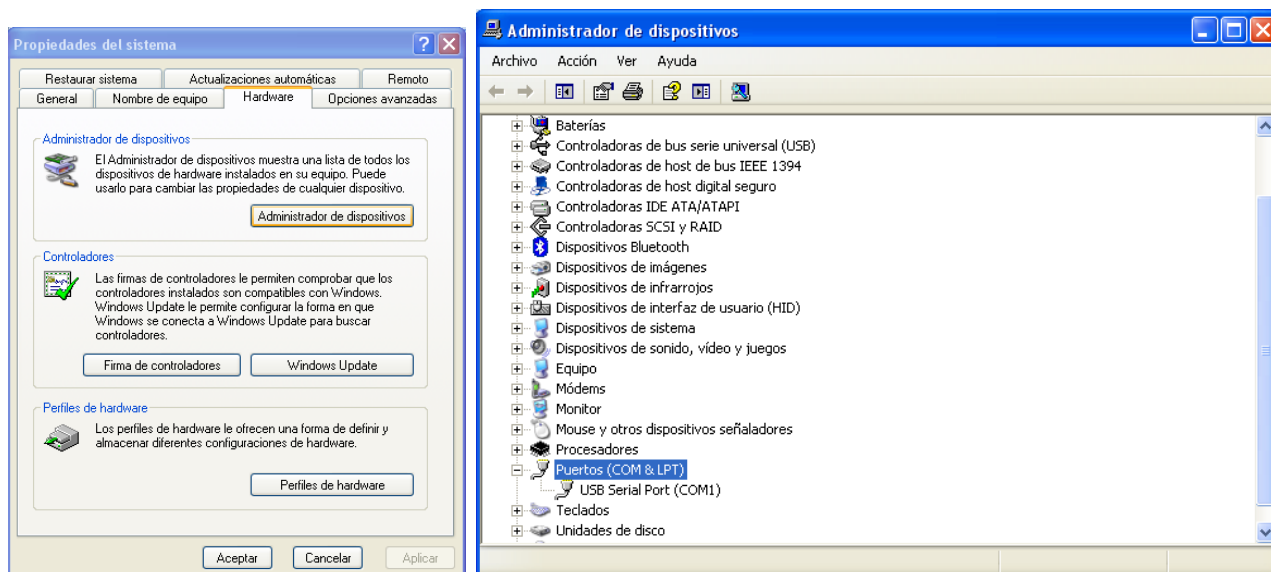 Propiedades del sistema
Restaurar sistema
Actualizaciones automáticas
Remoto
General
Nombre de equipo
Hardware
Opciones avanzadas
Administrador de dispositivos
El Administrador de dispositivos muestra una lista de todos los
dispositivos de hardware instalados en su equipo. Puede
usarlo para cambiar las propiedades de cualquier dispositivo.
Administrador de dispositivos
Controladores
Las firmas de controladores le permiten comprobar que los
controladores instalados son compatibles con Windows.
Windows Update le permite configurar la forma en que
Windows se conecta a Windows Update para buscar
controladores.
Firma de controladores
Windows Update
Perfiles de hardware
Los perfiles de hardware le ofrecen una forma de definir y
almacenar diferentes configuraciones de hardware.
Perfiles de hardware
Aceptar
Cancelar
Aplicar
Administrador de dispositivos
Archivo Acción Ver Ayuda
Baterías
Controladoras de bus serie universal (USB)
Controladoras de host de bus IEEE 1394
Controladoras de host digital seguro
Controladoras IDE ATA/ATAPI
Controladoras SCSI y RAID
Dispositivos Bluetooth
Dispositivos de imágenes
Dispositivos de infrarrojos
Dispositivos de interfaz de usuario (HID)
Dispositivos de sistema
Dispositivos de sonido, vídeo y juegos
Equipo
Módems
Monitor
Mouse y otros dispositivos señaladores
Procesadores
Puertos (COM & LPT)
USB Serial Port (COM1)
Teclados
Unidades de disco